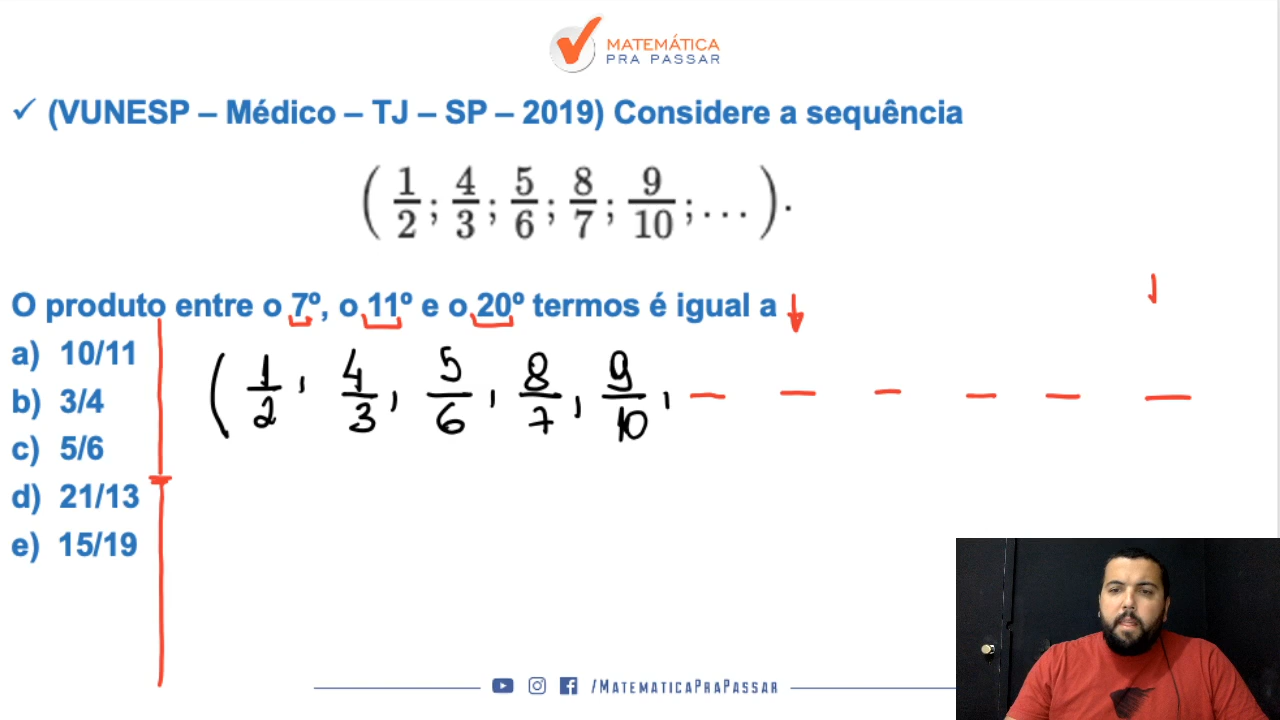 MATEMÁTICA
PRA PASSAR
✓ (VUNESP – Médico – TJ – SP – 2019) Considere a sequência
( 1/2 ; 4/3 ; 5/6 ; 8/7 ; 9/10 ; … ).
O produto entre o 7º, o 11º e o 20º termos é igual a
a) 10/11
b) 3/4
c) 5/6
d) 21/13
e) 15/19
( 1/2 , 4/3 , 5/6 , 8/7 , 9/10 ,
/MATEMATICAPRAPASSAR